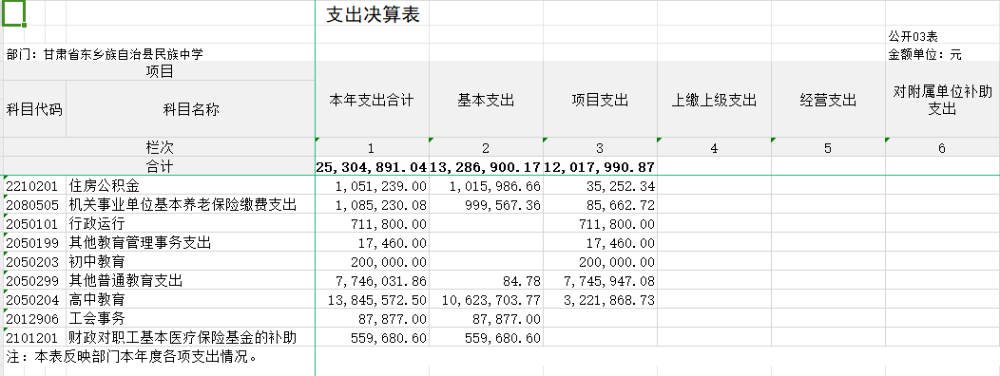 支出决算表
公开03表
部门：甘肃省东乡族自治县民族中学 金额单位：元
项目 本年支出合计 基本支出 项目支出 上缴上级支出 经营支出 对附属单位补助支出
科目代码 科目名称
栏次 1 2 3 4 5 6
合计 25,304,891.04 13,286,900.17 12,017,990.87
2210201 住房公积金 1,051,239.00 1,015,986.66 35,252.34
2080505 机关事业单位基本养老保险缴费支出 1,085,230.08 999,567.36 85,662.72
2050101 行政运行 711,800.00 711,800.00
2050199 其他教育管理事务支出 17,460.00 17,460.00
2050203 初中教育 200,000.00 200,000.00
2050299 其他普通教育支出 7,746,031.86 84.78 7,745,947.08
2050204 高中教育 13,845,572.50 10,623,703.77 3,221,868.73
2012906 工会事务 87,877.00 87,877.00
2101201 财政对职工基本医疗保险基金的补助 559,680.60 559,680.60
注：本表反映部门本年度各项支出情况。